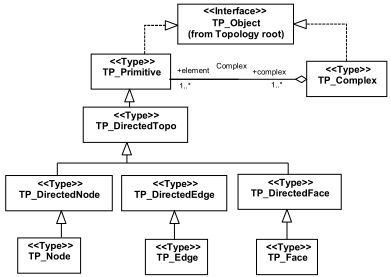 <<Interface>>
TP_Object
(from Topology root)
<<Type>>
TP_Primitive
+element
Complex
+complex
1..*
1..*
<<Type>>
TP_Complex
<<Type>>
TP_DirectedTopo
<<Type>>
TP_DirectedNode
<<Type>>
TP_DirectedEdge
<<Type>>
TP_DirectedFace
<<Type>>
TP_Node
<<Type>>
TP_Edge
<<Type>>
TP_Face